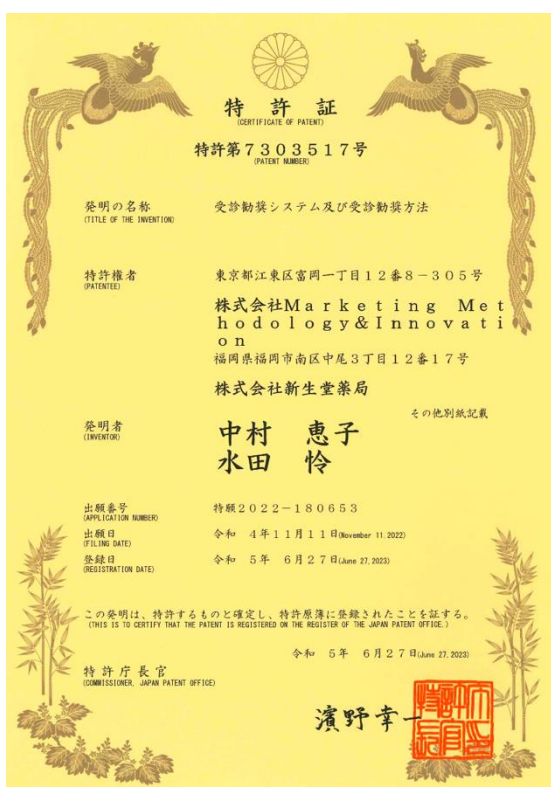 特許証
(CERTIFICATE OF PATENT)
特許第７３０３５１７号
(PATENT NUMBER)
発明の名称
(TITLE OF THE INVENTION)
受診勧奨システム及び受診勧奨方法
特許権者
(PATENTEE)
東京都江東区富岡一丁目１２番８－３０５号
株式会社Ｍａｒｋｅｔｉｎｇ　Ｍｅｔ
ｈｏｄｏｌｏｇｙ＆Ｉｎｎｏｖａｔｉ
ｏｎ
福岡県福岡市南区中尾３丁目１２番１７号
株式会社新生堂薬局
その他別紙記載
発明者
(INVENTOR)
中村　恵子
水田　怜
出願番号
(APPLICATION NUMBER)
特願２０２２－１８０６５３
出願日
(FILING DATE)
令和　４年１１月１１日(November 11,2022)
登録日
(REGISTRATION DATE)
令和　５年　６月２７日(June 27,2023)
この発明は、特許するものと確定し、特許原簿に登録されたことを証する。
(THIS IS TO CERTIFY THAT THE PATENT IS REGISTERED ON THE REGISTER OF THE JAPAN PATENT OFFICE.)
令和　５年　６月２７日(June 27,2023)
特許庁長官
(COMMISSIONER, JAPAN PATENT OFFICE)
濱野幸一
特許庁長官之印